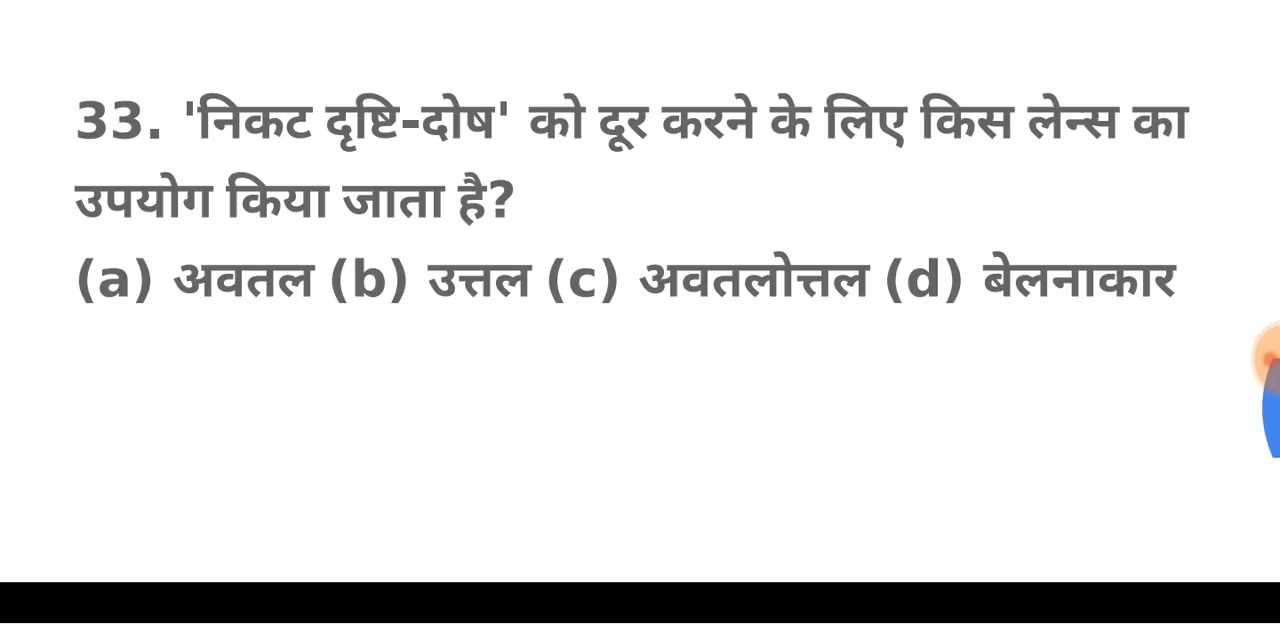 33. 'निकट दृष्टि-दोष' को दूर करने के लिए किस लेन्स का
उपयोग किया जाता है?
(a) अवतल (b) उत्तल (c) अवतलोत्तल (d) बेलनाकार